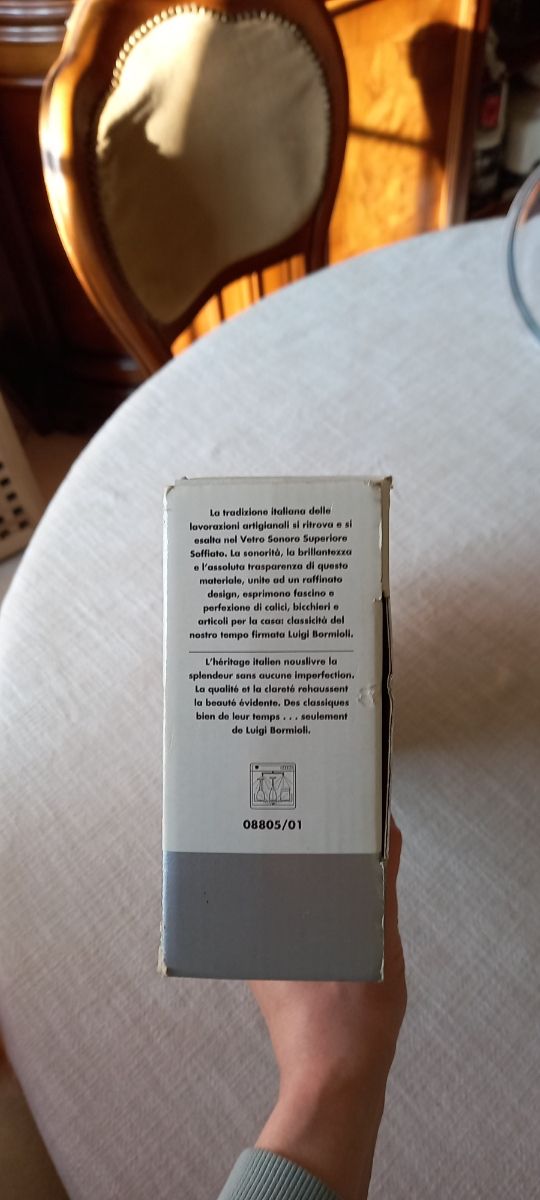 La tradizione italiana delle
lavorazioni artigianali si ritrova e si
esalta nel Vetro Sonoro Superiore
Soffiato. La sonorità, la brillantezza
e l'assoluta trasparenza di questo
materiale, unite ad un raffinato
design, esprimono fascino e
perfezione di calici, bicchieri e
articoli per la casa: classicità del
nostro tempo firmata Luigi Bormioli.
L'héritage italien nouslivre la
splendeur sans aucune imperfection.
La qualité et la clareté rehaussent
la beauté évidente. Des classiques
bien de leur temps . . . seulement
de Luigi Bormioli.
08805/01